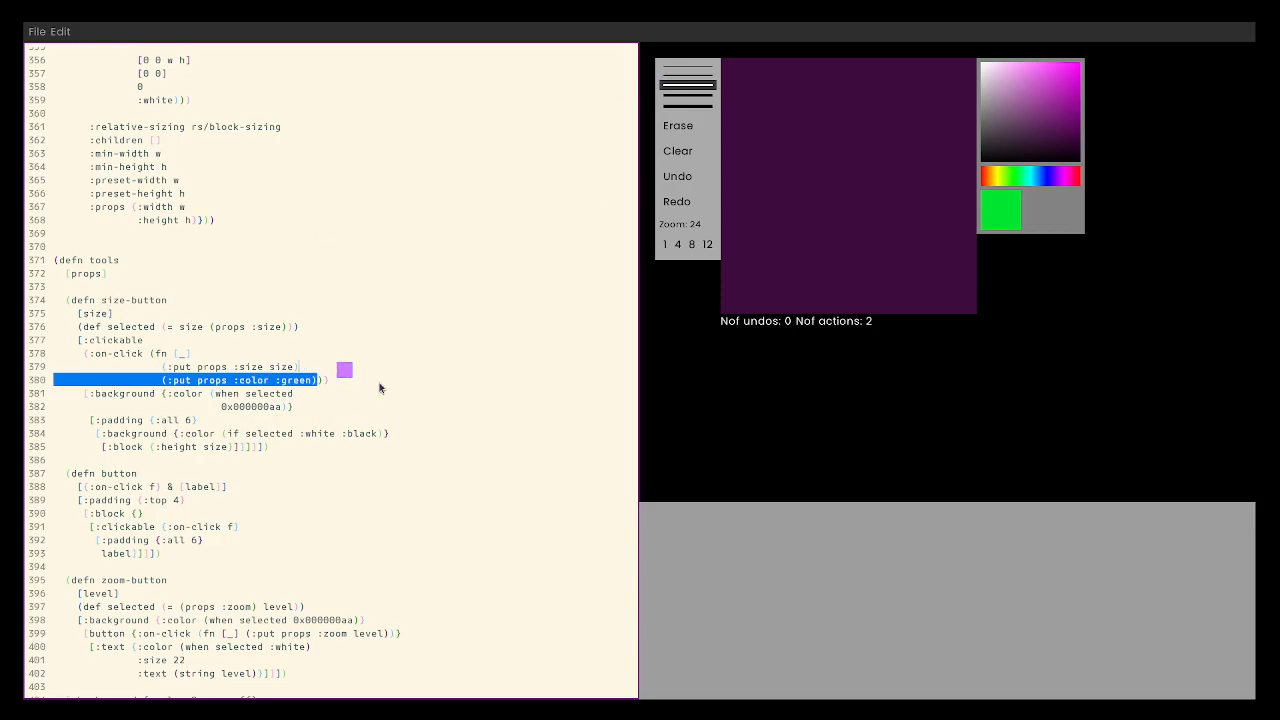 File Edit
356 [0 0 w h]
357 [0 0]
358 0
359 :white)))
360
361 :relative-sizing rs/block-sizing
362 :children []
363 :min-width w
364 :min-height h
365 :preset-width w
366 :preset-height h
367 :props {:width w
368 :height h}}))
369
370
371 (defn tools
372 [props]
373
374 (defn size-button
375 [size]
376 (def selected (= size (props :size)))
377 [:clickable
378 {:on-click (fn [_]
379 (:put props :size size)
380 (:put props :color :green))}
381 [:background {:color (when selected
382 0x000000aa)}
383 [:padding {:all 6}
384 [:background {:color (if selected :white :black)}
385 [:block {:height size}]]]]])
386
387 (defn button
388 [{:on-click f} & [label]]
389 [:padding {:top 4}
390 [:block {}
391 [:clickable {:on-click f}
392 [:padding {:all 6}
393 label]]]])
394
395 (defn zoom-button
396 [level]
397 (def selected (= (props :zoom) level))
398 [:background {:color (when selected 0x000000aa)}
399 [button {:on-click (fn [_] (:put props :zoom level))}
400 [:text {:color (when selected :white)
401 :size 22
402 :text (string level)}]]])
403
Erase
Clear
Undo
Redo
Zoom: 24
1 4 8 12
Nof undos: 0 Nof actions: 2